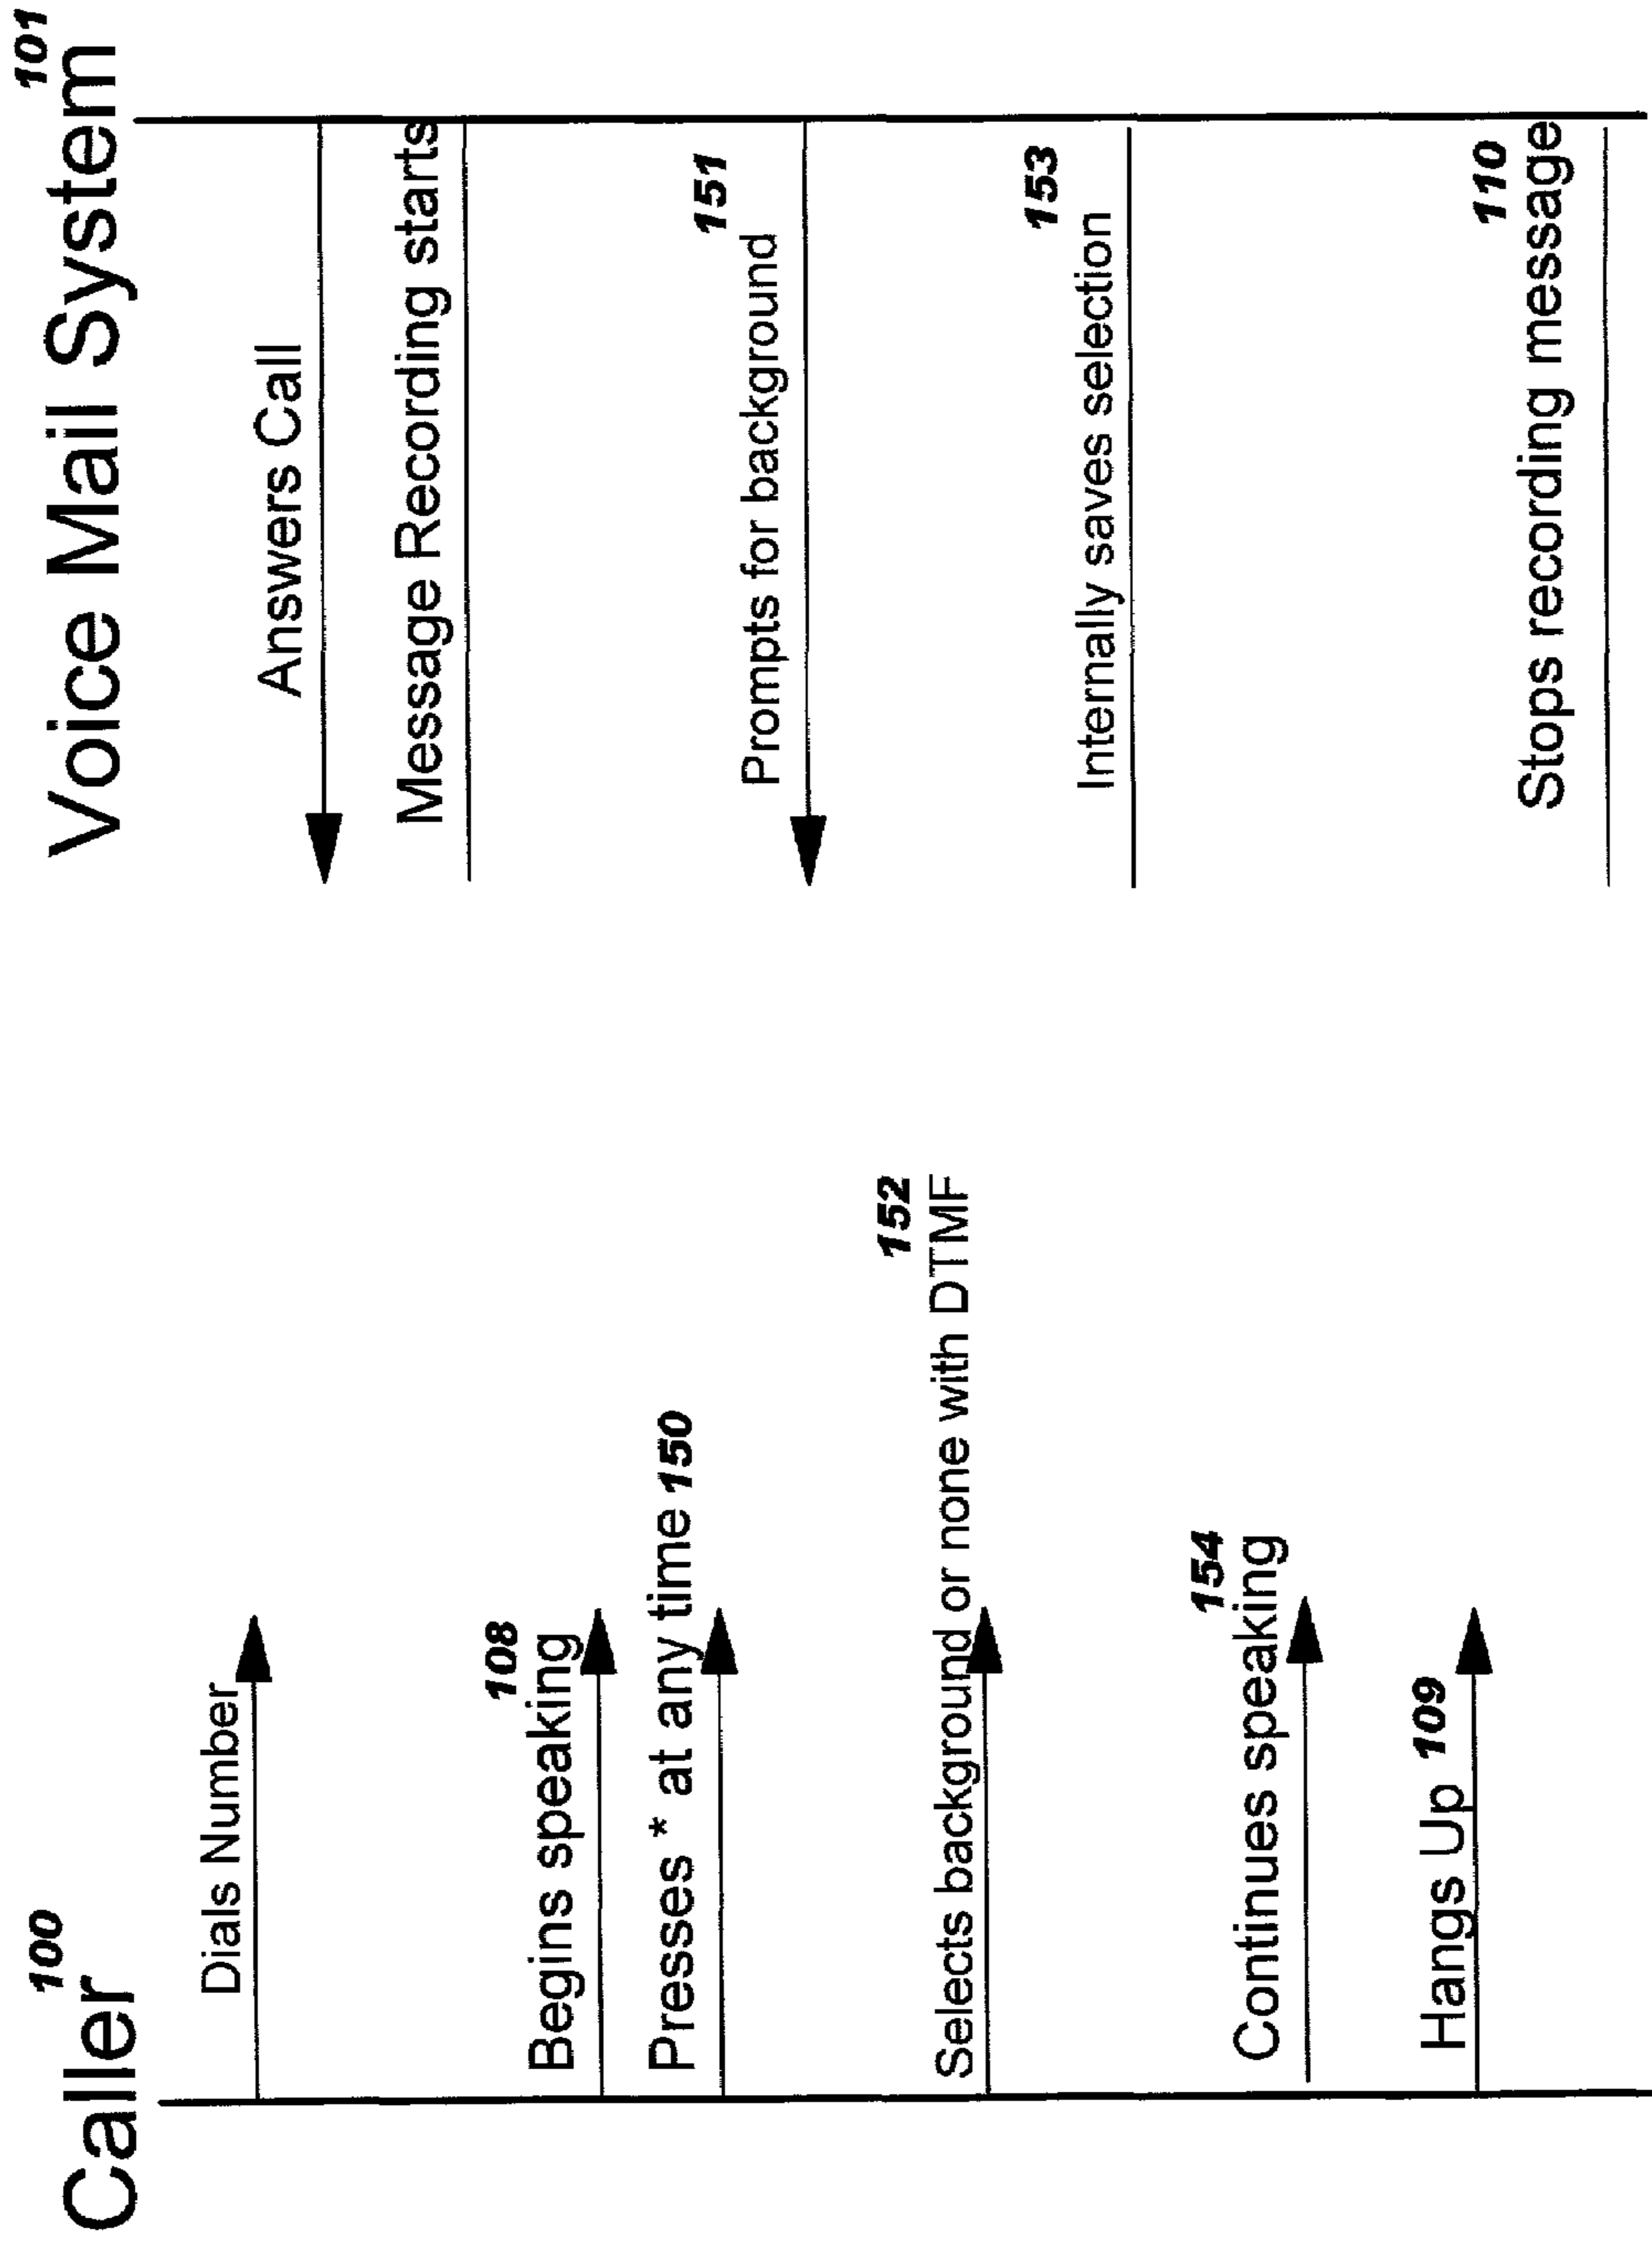 Caller 100
Voice Mail System 101
Dials Number
Answers Call
Message Recording starts
108
Begins speaking
Presses * at any time 150
151
Prompts for background
152
Selects background or none with DTMF
153
Internally saves selection
154
Continues speaking
Hangs Up 109
110
Stops recording message